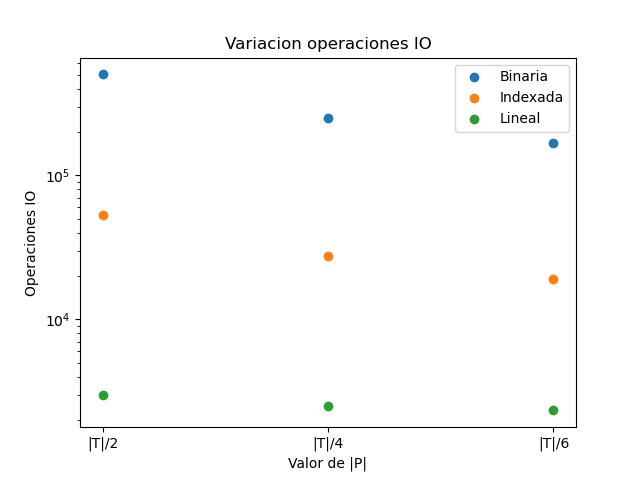 Variacion operaciones IO
Binaria
Indexada
Lineal
Operaciones IO
10^5
10^4
|T|/2 |T|/4 |T|/6
Valor de |P|